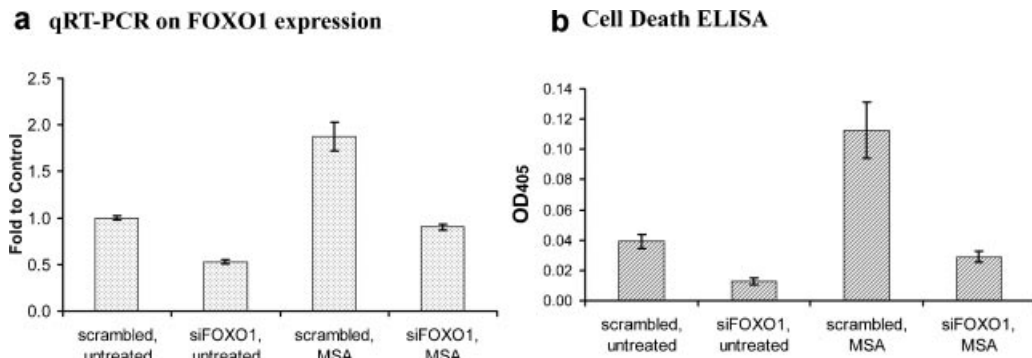 a qRT-PCR on FOXO1 expression
2.5
2.0
1.5
1.0
0.5
0.0
Fold to Control
scrambled, untreated
siFOXO1, untreated
scrambled, MSA
siFOXO1, MSA
b Cell Death ELISA
0.14
0.12
0.10
0.08
0.06
0.04
0.02
0.00
OD405
scrambled, untreated
siFOXO1, untreated
scrambled, MSA
siFOXO1, MSA